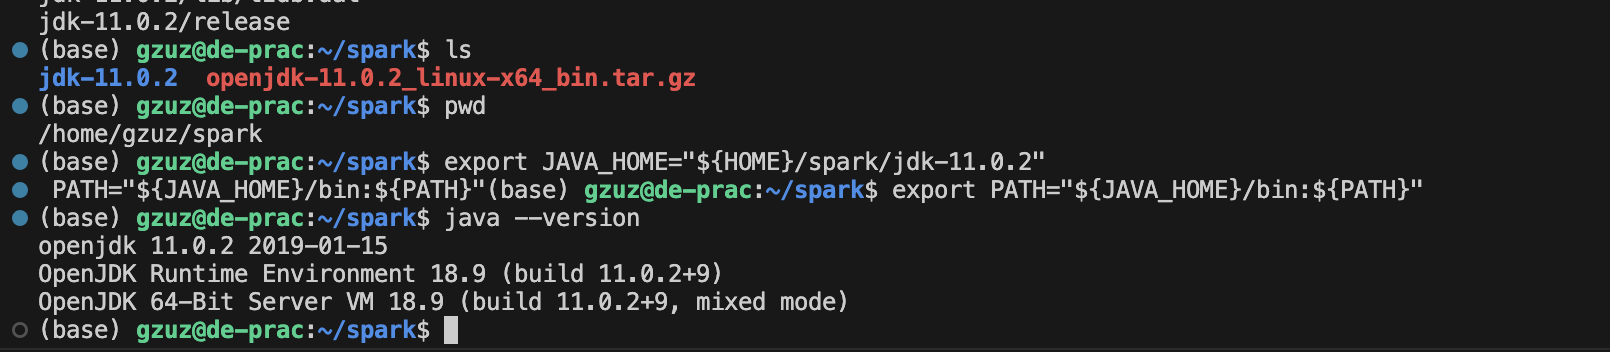 jdk-11.0.2/release
(base) gzuz@de-prac:~/spark$ ls
jdk-11.0.2  openjdk-11.0.2_linux-x64_bin.tar.gz
(base) gzuz@de-prac:~/spark$ pwd
/home/gzuz/spark
(base) gzuz@de-prac:~/spark$ export JAVA_HOME="${HOME}/spark/jdk-11.0.2"
 PATH="${JAVA_HOME}/bin:${PATH}"(base) gzuz@de-prac:~/spark$ export PATH="${JAVA_HOME}/bin:${PATH}"
(base) gzuz@de-prac:~/spark$ java --version
openjdk 11.0.2 2019-01-15
OpenJDK Runtime Environment 18.9 (build 11.0.2+9)
OpenJDK 64-Bit Server VM 18.9 (build 11.0.2+9, mixed mode)
(base) gzuz@de-prac:~/spark$